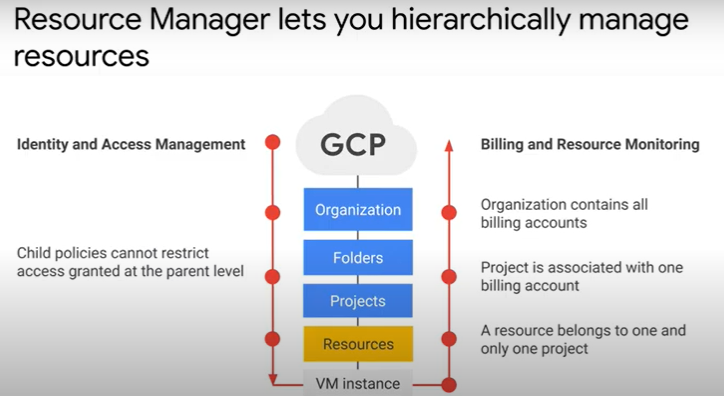 Resource Manager lets you hierarchically manage
resources
Identity and Access Management
Child policies cannot restrict
access granted at the parent level
GCP
Organization
Folders
Projects
Resources
VM instance
Billing and Resource Monitoring
Organization contains all
billing accounts
Project is associated with one
billing account
A resource belongs to one and
only one project